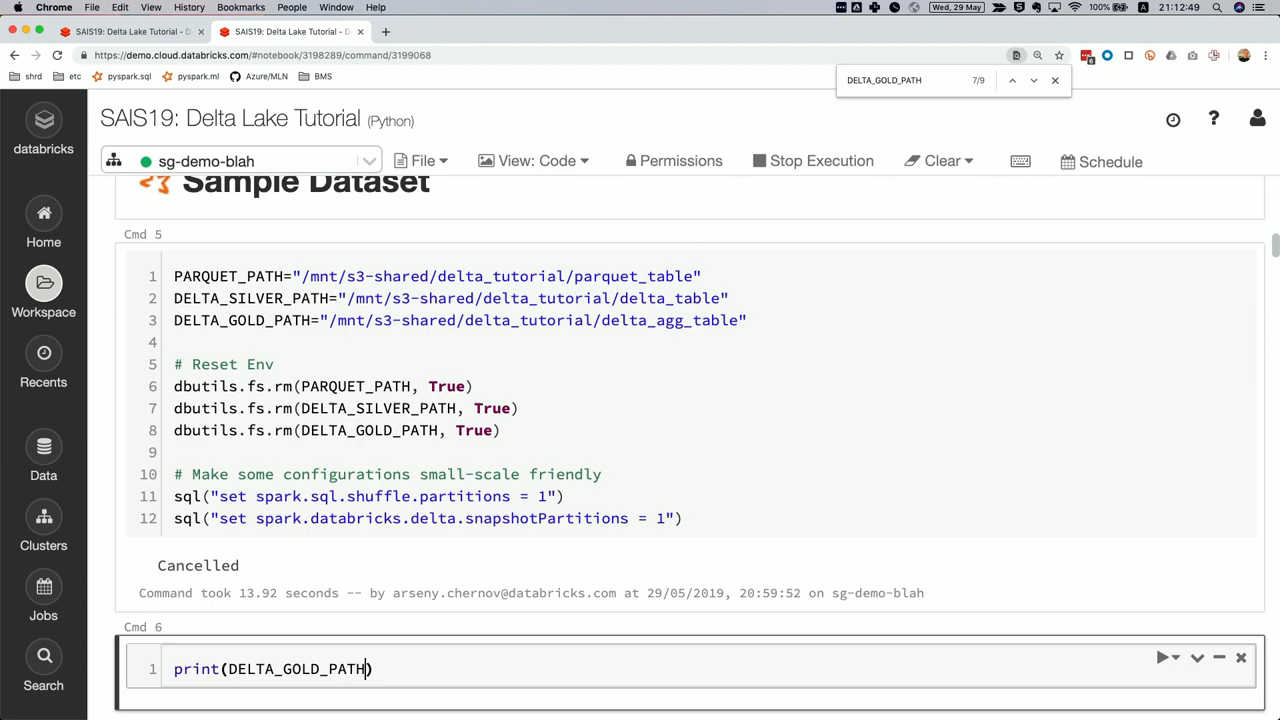 Chrome File Edit View History Bookmarks People Window Help 100% A Wed, 29 May 21:12:49
SAIS19: Delta Lake Tutorial - D SAIS19: Delta Lake Tutorial - D
https://demo.cloud.databricks.com/#notebook/3198289/command/3199068
shrd etc pyspark.sql pyspark.ml Azure/MLN BMS
DELTA_GOLD_PATH 7/9
databricks
Home
Workspace
Recents
Data
Clusters
Jobs
Search
SAIS19: Delta Lake Tutorial (Python)
sg-demo-blah File View: Code Permissions Stop Execution Clear Schedule
Sample Dataset
Cmd 5
1 PARQUET_PATH="/mnt/s3-shared/delta_tutorial/parquet_table"
2 DELTA_SILVER_PATH="/mnt/s3-shared/delta_tutorial/delta_table"
3 DELTA_GOLD_PATH="/mnt/s3-shared/delta_tutorial/delta_agg_table"
4
5 # Reset Env
6 dbutils.fs.rm(PARQUET_PATH, True)
7 dbutils.fs.rm(DELTA_SILVER_PATH, True)
8 dbutils.fs.rm(DELTA_GOLD_PATH, True)
9
10 # Make some configurations small-scale friendly
11 sql("set spark.sql.shuffle.partitions = 1")
12 sql("set spark.databricks.delta.snapshotPartitions = 1")
Cancelled
Command took 13.92 seconds -- by arseny.chernov@databricks.com at 29/05/2019, 20:59:52 on sg-demo-blah
Cmd 6
1 print(DELTA_GOLD_PATH)